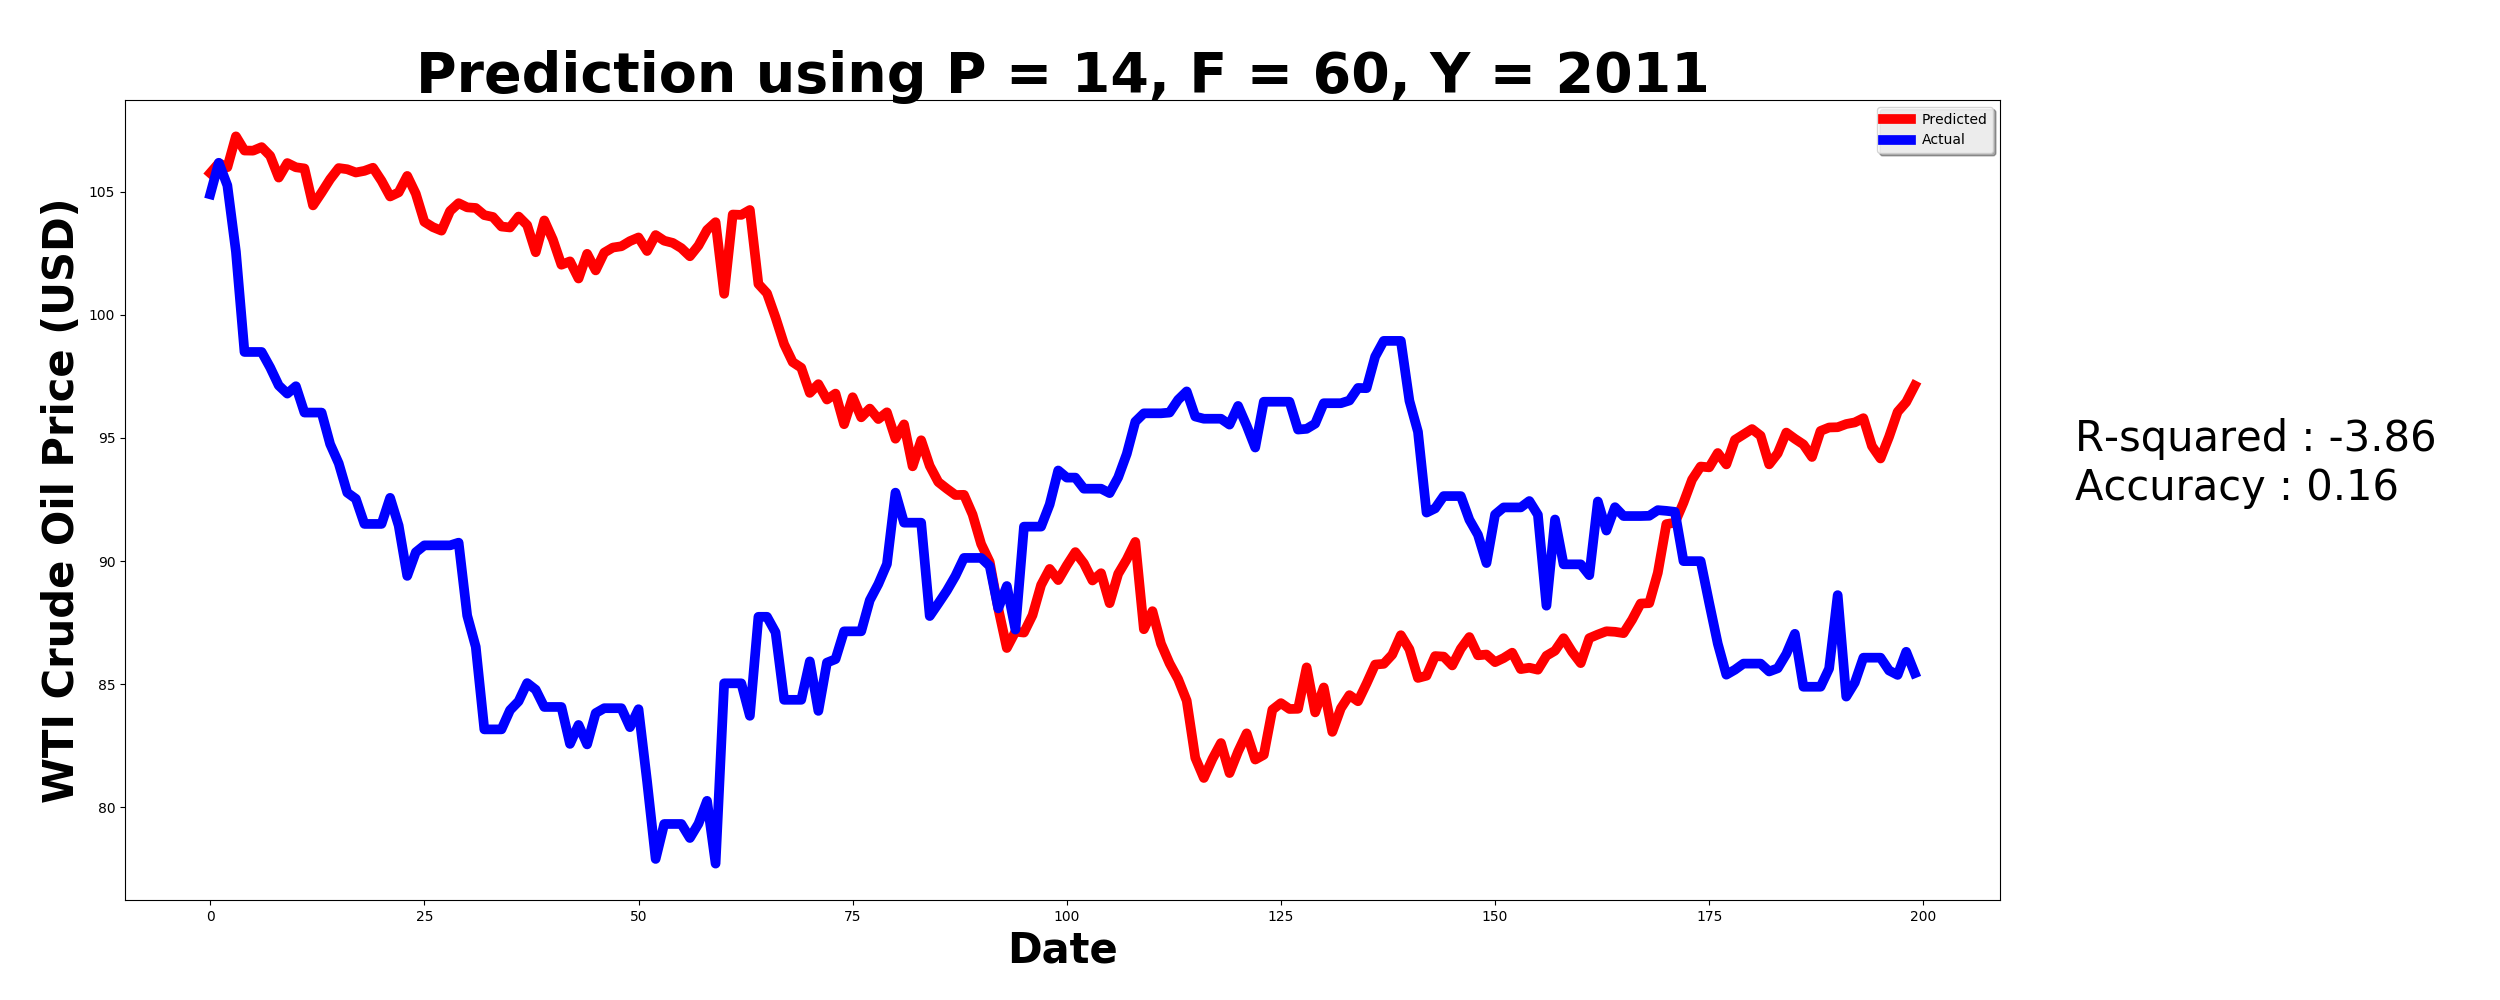 Prediction using P = 14, F = 60, Y = 2011
Predicted
Actual
WTI Crude Oil Price (USD)
105
100
95
90
85
80
0 25 50 75 100 125 150 175 200
Date
R-squared : -3.86
Accuracy : 0.16